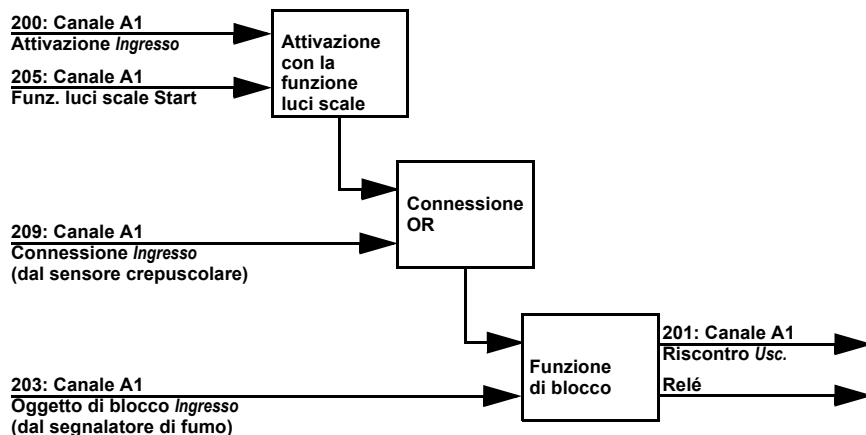 200: Canale A1
Attivazione Ingresso
205: Canale A1
Funz. luci scale Start
Attivazione
con la
funzione
luci scale
Connessione
OR
209: Canale A1
Connessione Ingresso
(dal sensore crepuscolare)
Funzione
di blocco
201: Canale A1
Riscontro Usc.
Relé
203: Canale A1
Oggetto di blocco Ingresso
(dal segnalatore di fumo)